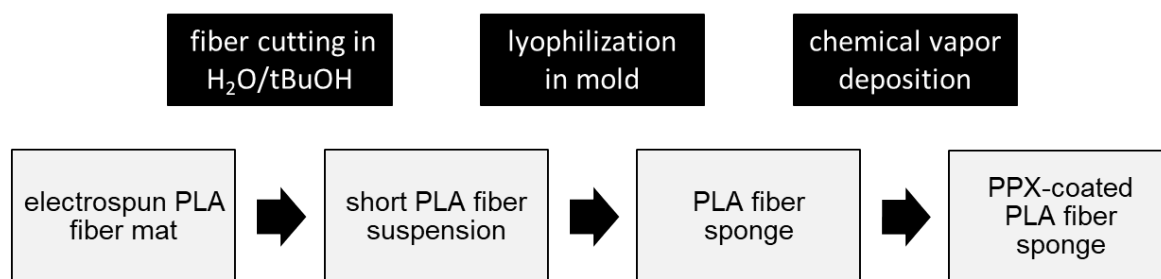 fiber cutting in
H₂O/tBuOH
lyophilization
in mold
chemical vapor
deposition
electrospun PLA
fiber mat
short PLA fiber
suspension
PLA fiber
sponge
PPX-coated
PLA fiber
sponge